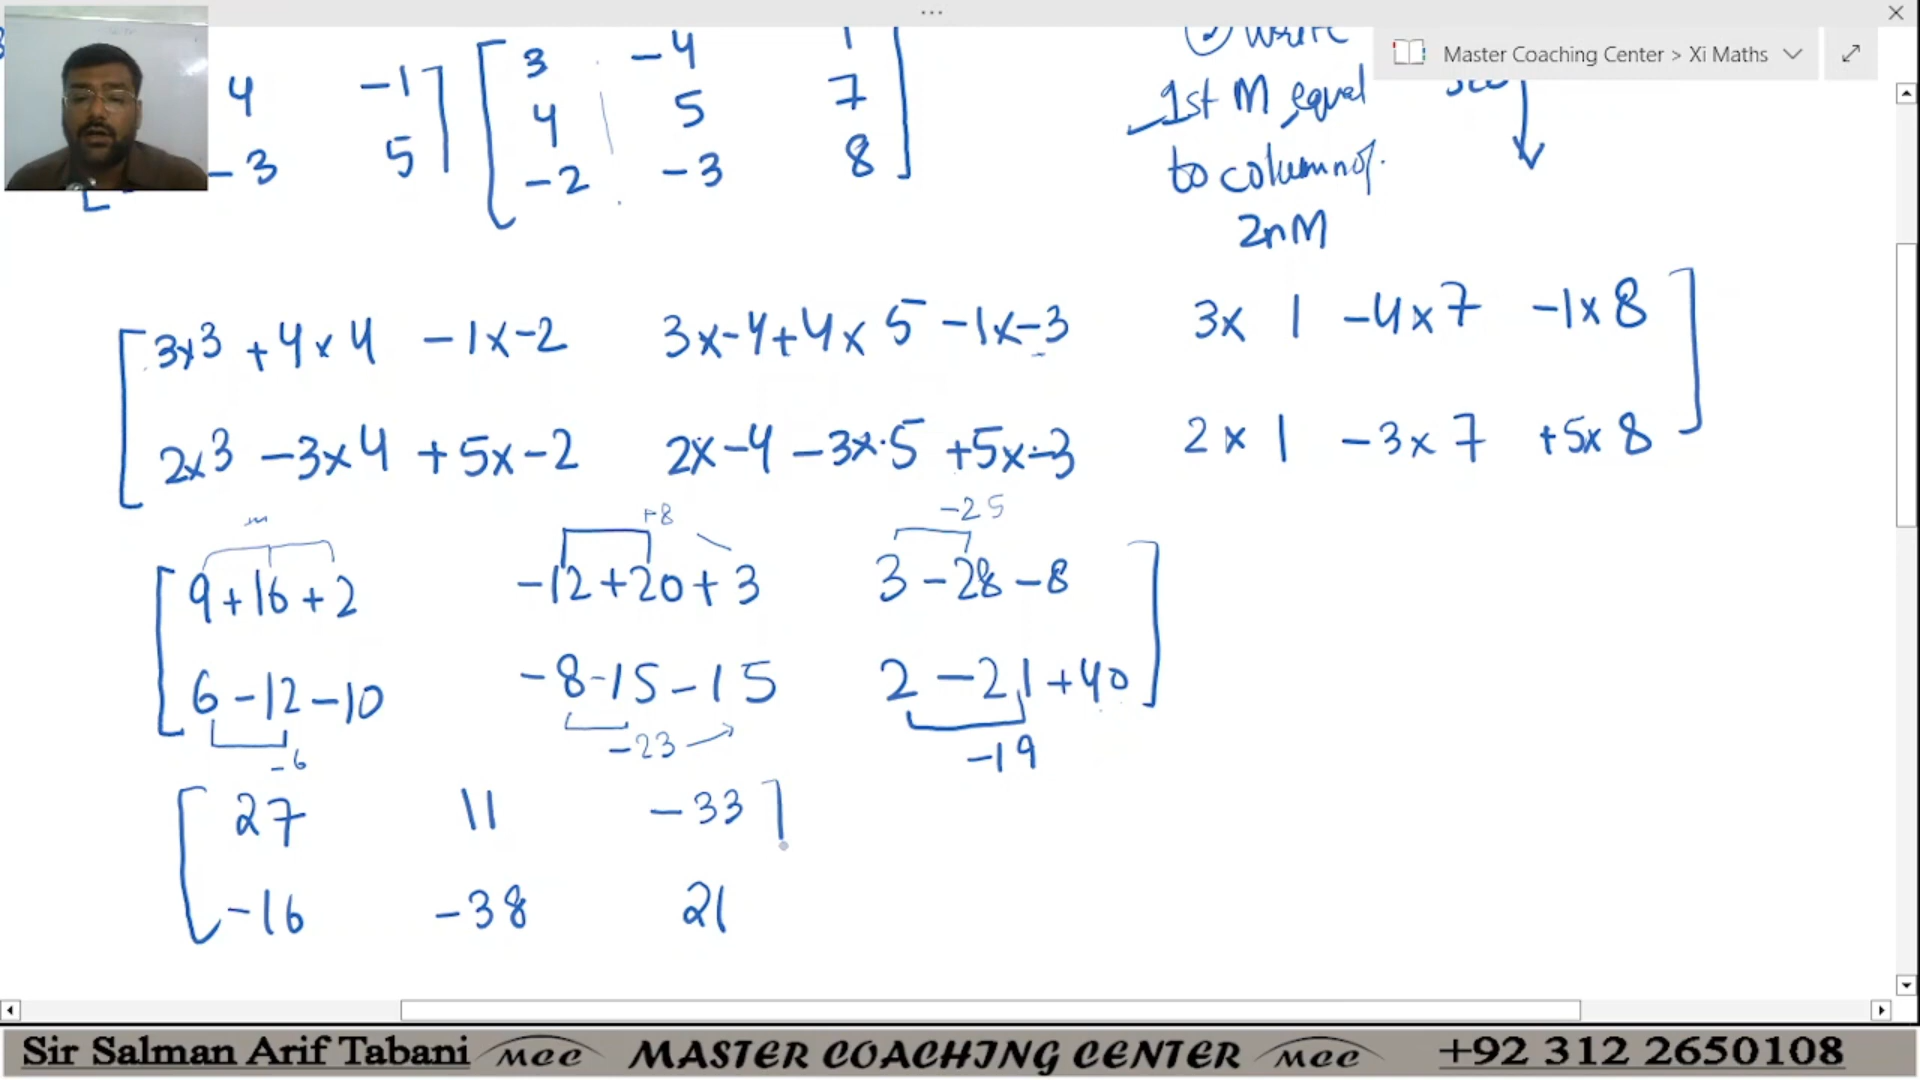 Master Coaching Center > Xi Maths
3 -4 1
4 -1 4 5 7
-3 5 -2 -3 8
② write
1st M equal
to column of.
2nM
3x3 +4x4 -1x-2 3x-4+4x5-1x-3 3x 1 -4x7 -1x8
2x3 -3x4 +5x-2 2x-4-3x5 +5x-3 2x1 -3x7 +5x8
+8 -25
9+16+2 -12+20+3 3-28-8
6-12-10 -8-15-15 2-21+40
-6 -23 -19
27 11 -33
-16 -38 21
Sir Salman Arif Tabani mcc MASTER COACHING CENTER mcc +92 312 2650108